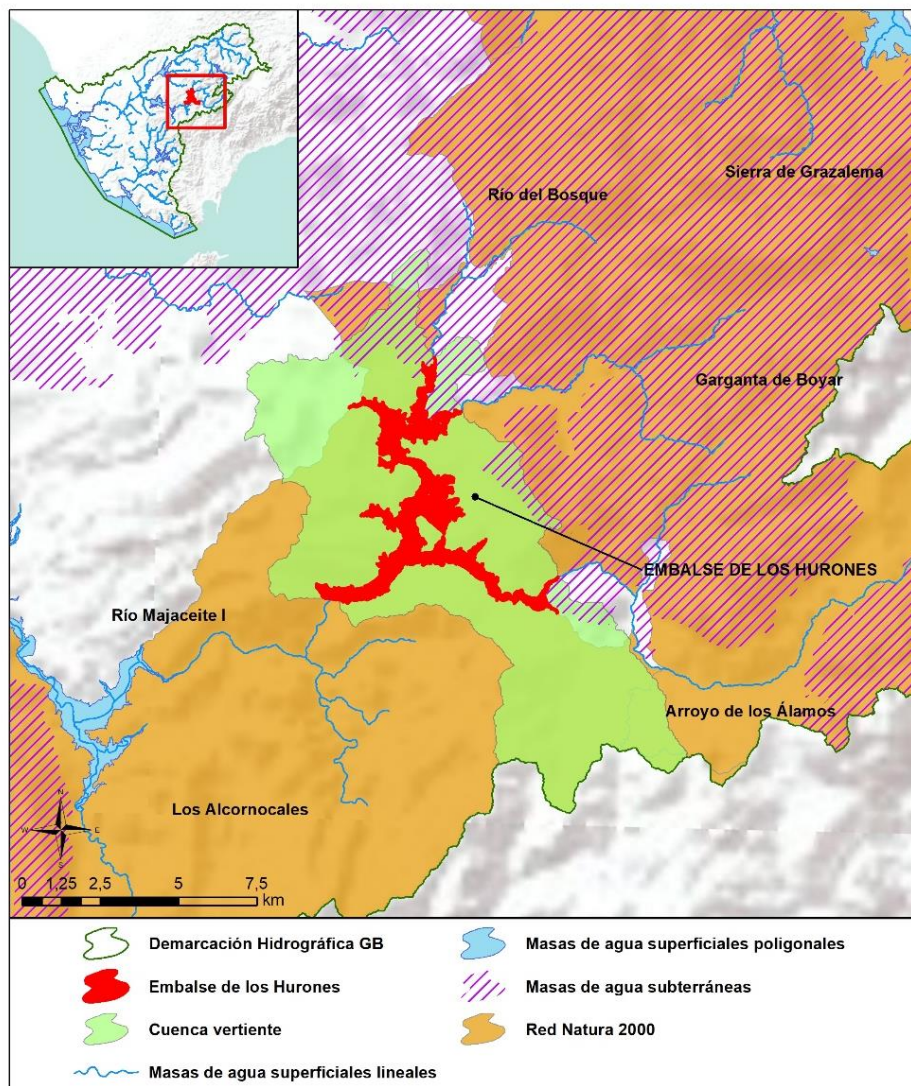 Sierra de Grazalema
Río del Bosque
Garganta de Boyar
EMBALSE DE LOS HURONES
Río Majaceite I
Arroyo de los Álamos
Los Alcornocales
N
W E
S
0 1,25 2,5 5 7,5
km
Demarcación Hidrográfica GB
Masas de agua superficiales poligonales
Embalse de los Hurones
Masas de agua subterráneas
Cuenca vertiente
Red Natura 2000
Masas de agua superficiales lineales